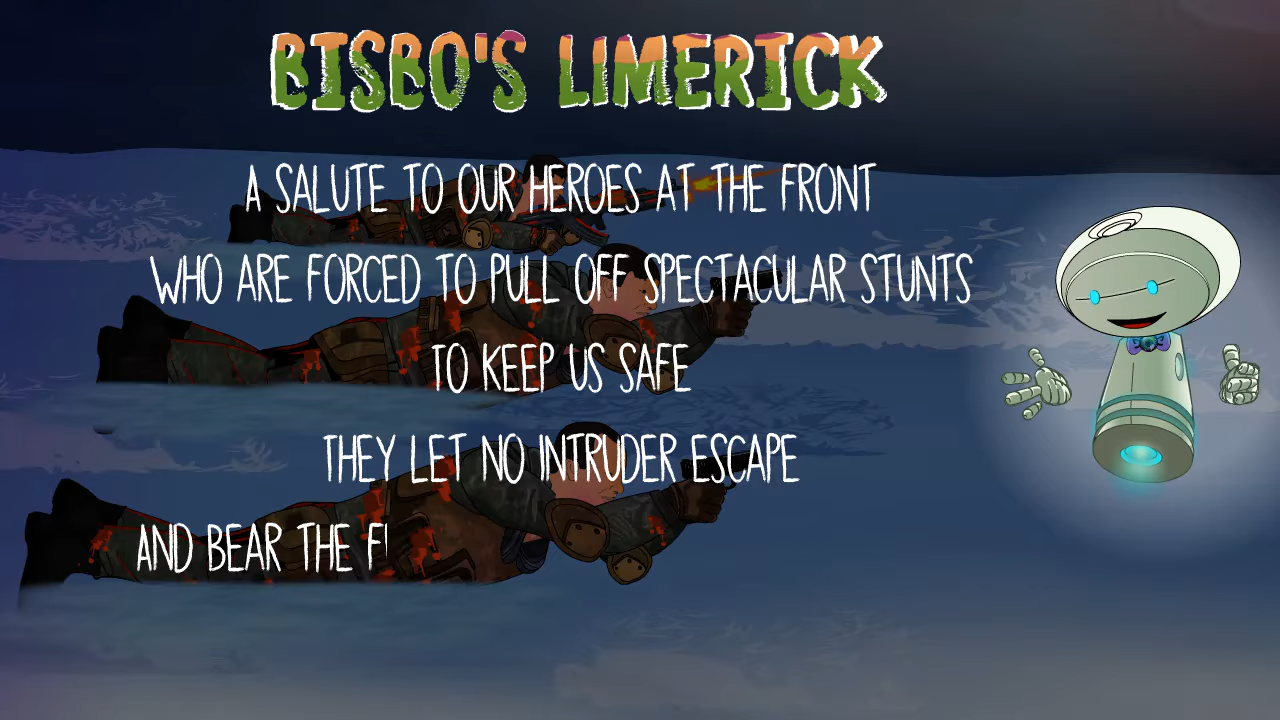 BISBO'S LIMERICK
A SALUTE TO OUR HEROES AT THE FRONT
WHO ARE FORCED TO PULL OFF SPECTACULAR STUNTS
TO KEEP US SAFE
THEY LET NO INTRUDER ESCAPE
AND BEAR THE